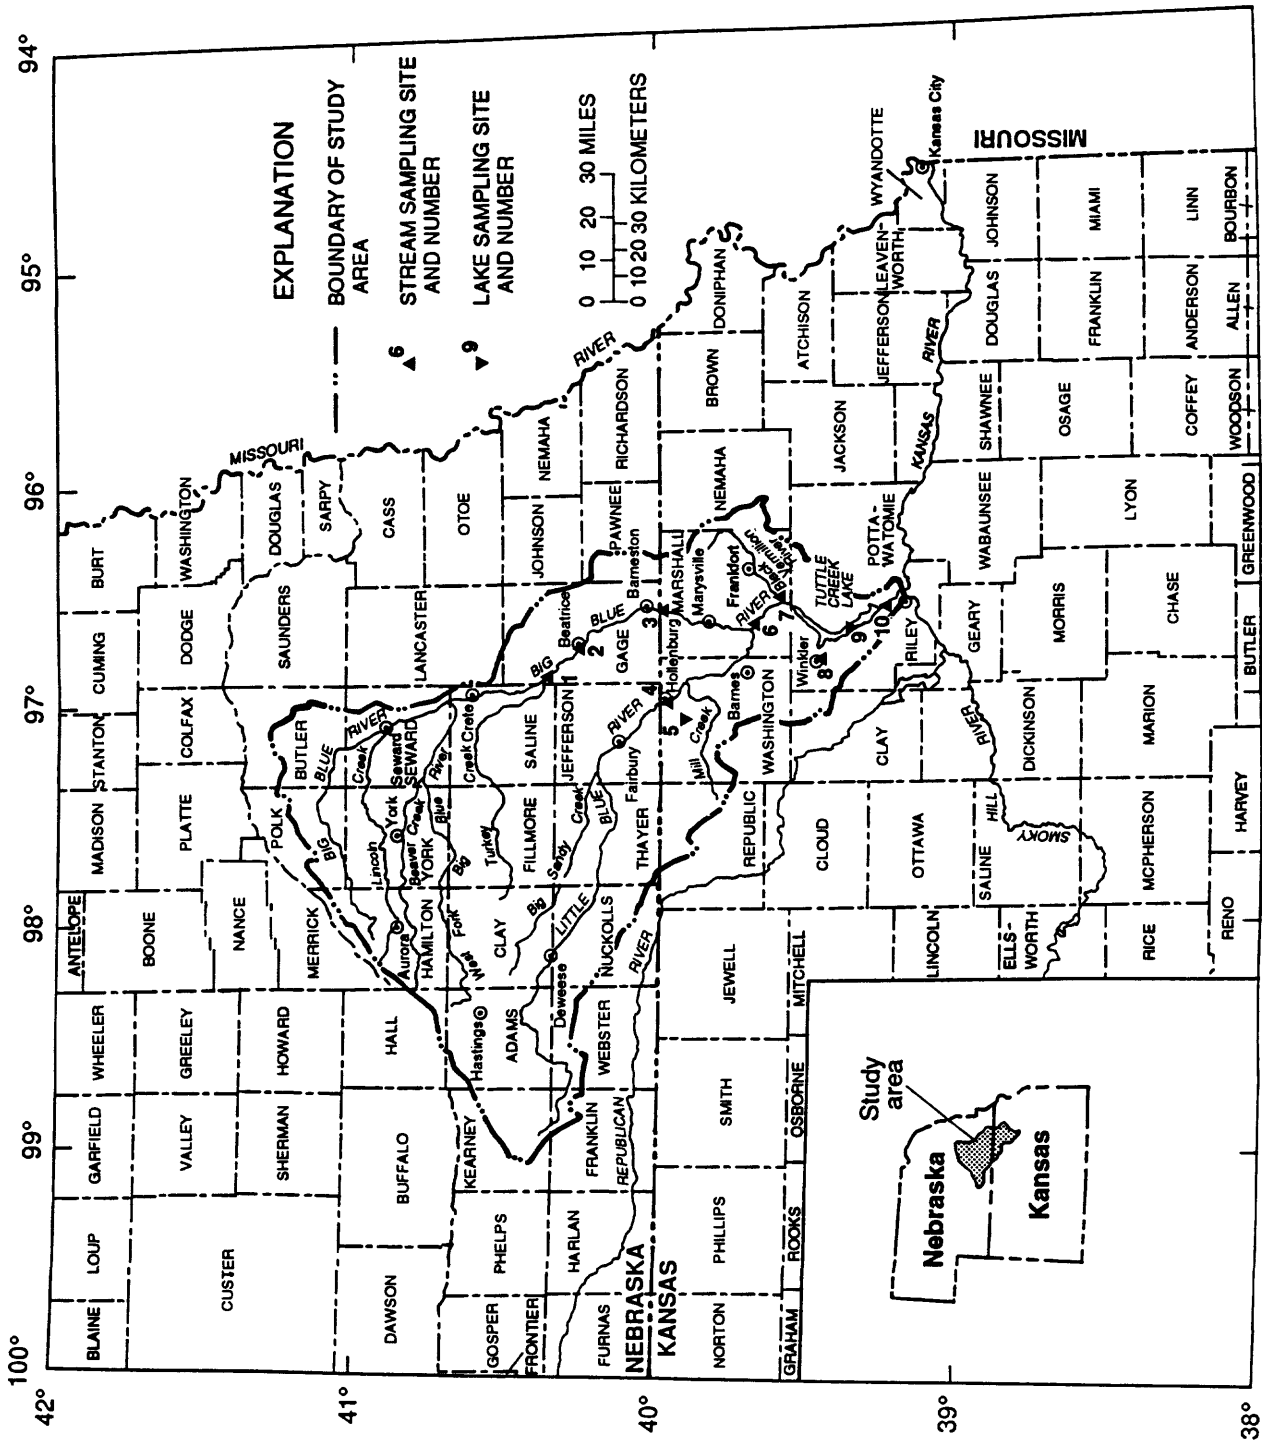 100°
99°
98°
97°
96°
95°
94°
42°
41°
40°
39°
38°
BLAINE
LOUP
GARFIELD
WHEELER
ANTELOPE
MADISON
STANTON
CUMING
BURT
CUSTER
VALLEY
GREELEY
BOONE
PLATTE
COLFAX
DODGE
WASHINGTON
SHERMAN
HOWARD
NANCE
MERRICK
POLK
BUTLER
SAUNDERS
DOUGLAS
SARPY
MISSOURI
RIVER
DAWSON
BUFFALO
HALL
HAMILTON
Aurora
YORK
York
SEWARD
Seward
LANCASTER
CASS
OTOE
BIG
BLUE
RIVER
Lincoln
Creek
Beaver
Creek
West
Fork
Big
Blue
River
GOSPER
FRONTIER
PHELPS
KEARNEY
ADAMS
Hastings
CLAY
FILLMORE
SALINE
Crete
Turkey
Creek
JOHNSON
NEMAHA
FURNAS
HARLAN
FRANKLIN
WEBSTER
NUCKOLLS
THAYER
JEFFERSON
GAGE
PAWNEE
RICHARDSON
Deweese
Big
Sandy
Creek
LITTLE
BLUE
RIVER
Fairbury
BIG
BLUE
RIVER
Beatrice
Barneston
1
2
3
4
5
6
7
8
9
10
REPUBLICAN
RIVER
NEBRASKA
KANSAS
NORTON
PHILLIPS
SMITH
JEWELL
REPUBLIC
WASHINGTON
MARSHALL
NEMAHA
BROWN
DONIPHAN
Hollenburg
Mill
Creek
Barnes
Marysville
Frankfort
Black
Vermillion
River
Winkler
TUTTLE
CREEK
LAKE
GRAHAM
ROOKS
OSBORNE
MITCHELL
CLOUD
CLAY
RILEY
POTTA-
WATOMIE
JACKSON
ATCHISON
JEFFERSON
LEAVEN-
WORTH
WYANDOTTE
Kansas City
LINCOLN
OTTAWA
ELLS-
WORTH
SALINE
DICKINSON
GEARY
WABAUNSEE
SHAWNEE
DOUGLAS
JOHNSON
KANSAS
RIVER
SMOKY
HILL
RIVER
RICE
MCPHERSON
MARION
MORRIS
CHASE
LYON
OSAGE
FRANKLIN
MIAMI
MISSOURI
RENO
HARVEY
BUTLER
GREENWOOD
COFFEY
WOODSON
ANDERSON
ALLEN
LINN
BOURBON
EXPLANATION
BOUNDARY OF STUDY
AREA
6 STREAM SAMPLING SITE
AND NUMBER
9 LAKE SAMPLING SITE
AND NUMBER
0 10 20 30 MILES
0 10 20 30 KILOMETERS
Nebraska
Kansas
Study
area